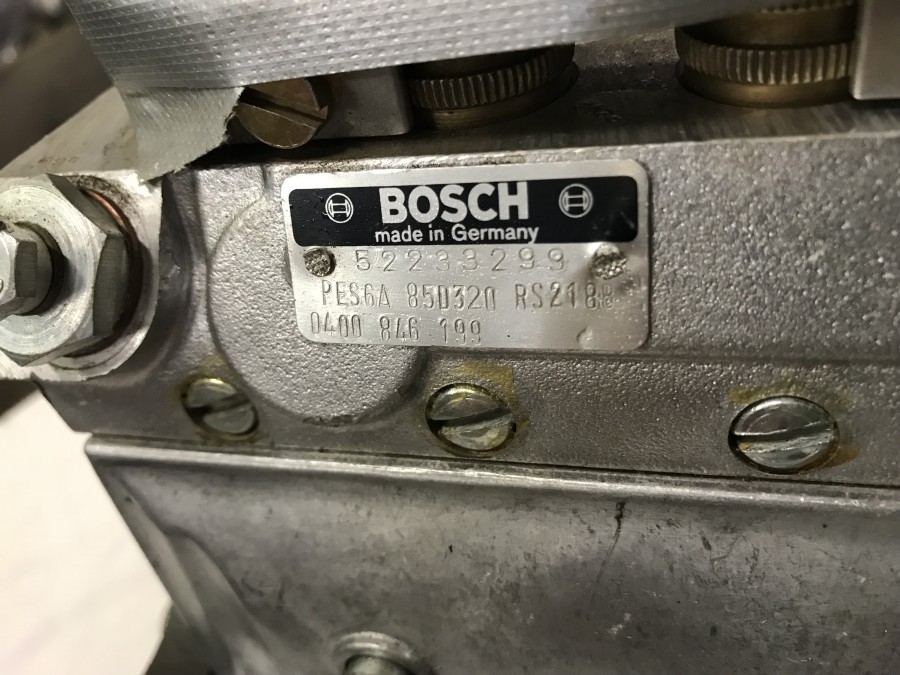 BOSCH
made in Germany
52233299
PES6A 85D320 RS218
0400 846 199